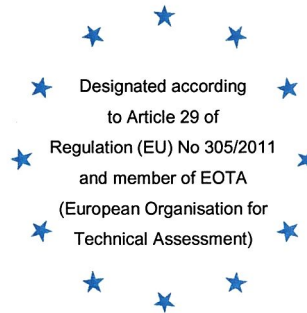 Designated according
to Article 29 of
Regulation (EU) No 305/2011
and member of EOTA
(European Organisation for
Technical Assessment)